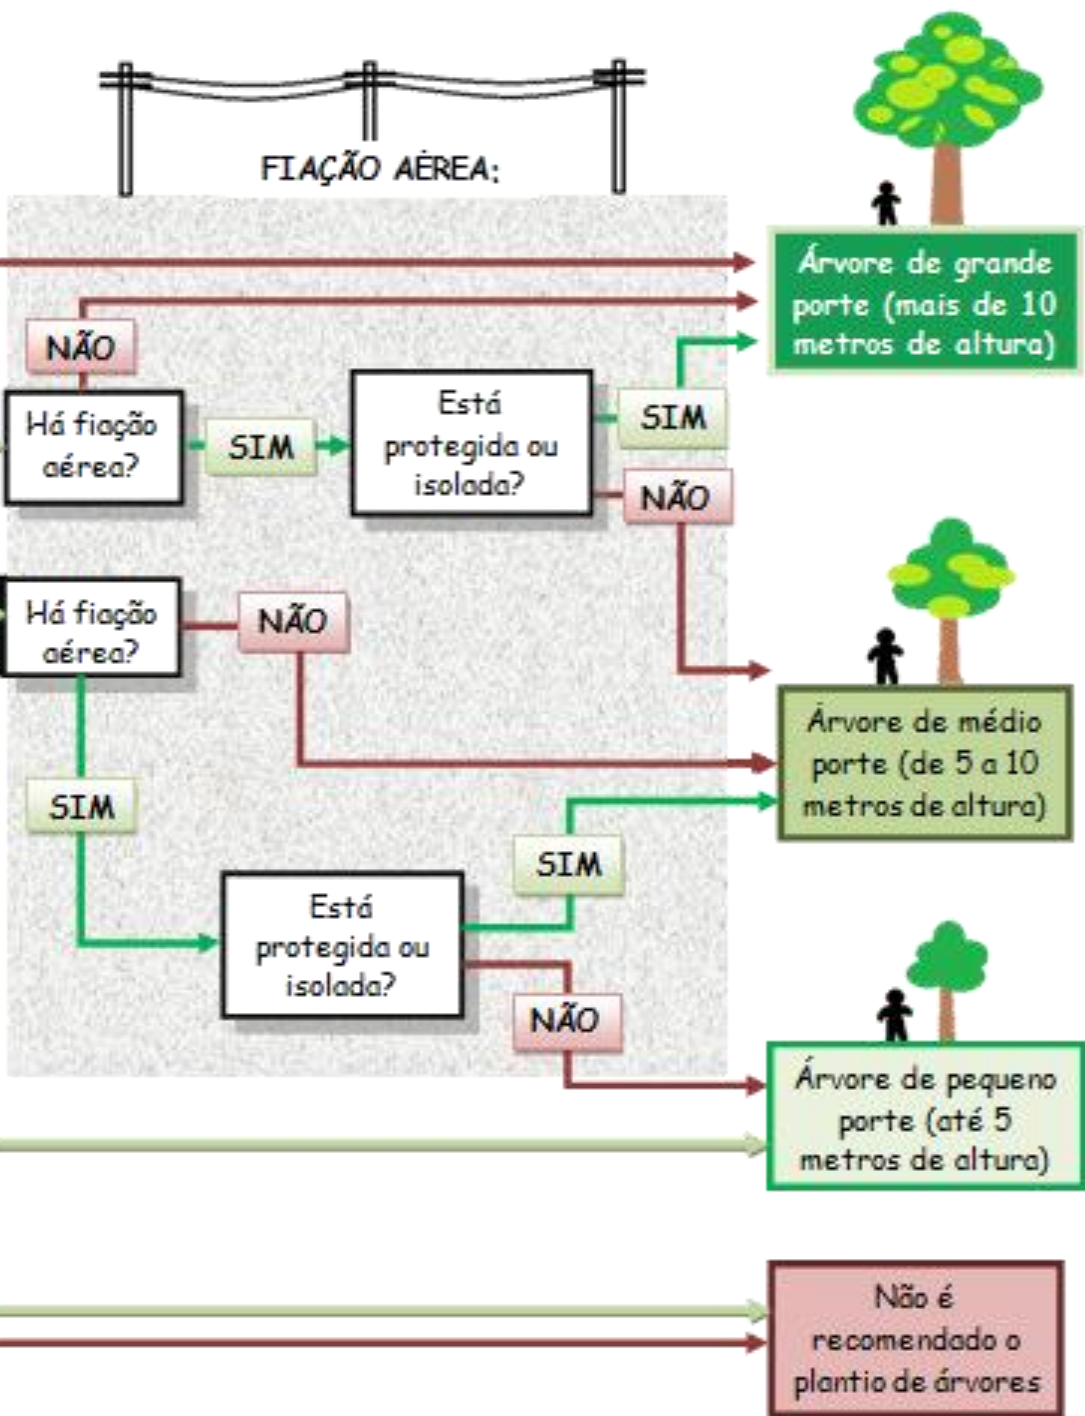 FIAÇÃO AÉREA:
Árvore de grande
porte (mais de 10
metros de altura)
NÃO
Há fiação
aérea?
SIM
Está
protegida ou
isolada?
SIM
NÃO
Há fiação
aérea?
NÃO
Árvore de médio
porte (de 5 a 10
metros de altura)
SIM
SIM
Está
protegida ou
isolada?
NÃO
Árvore de pequeno
porte (até 5
metros de altura)
Não é
recomendado o
plantio de árvores